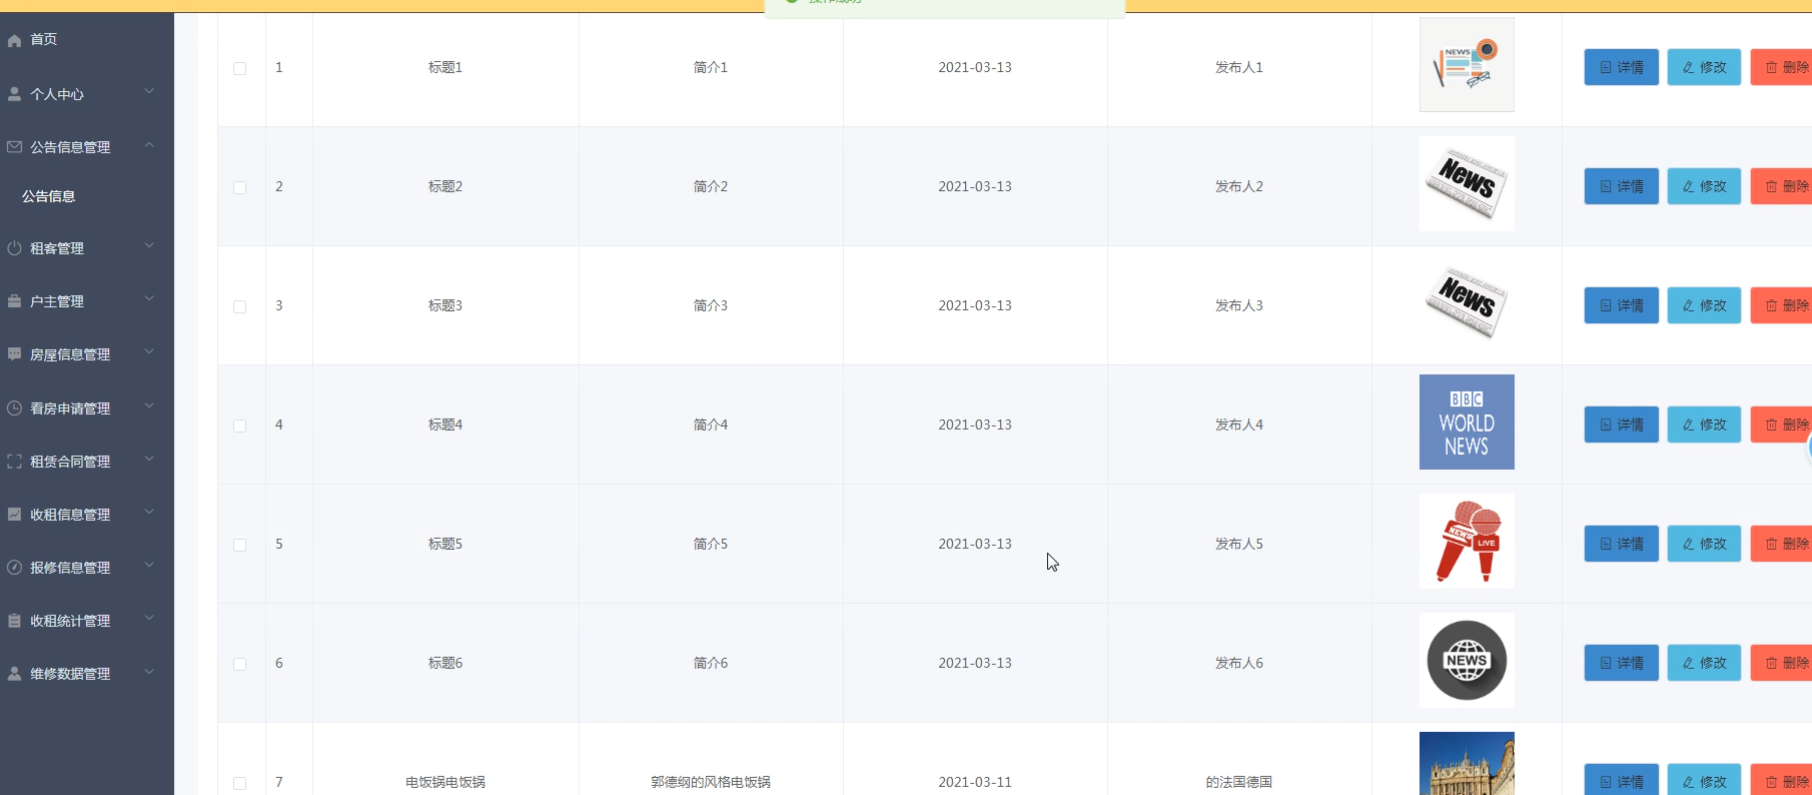 操作成功
首页
个人中心
公告信息管理
公告信息
租客管理
户主管理
房屋信息管理
看房申请管理
租赁合同管理
收租信息管理
报修信息管理
收租统计管理
维修数据管理
1 标题1 简介1 2021-03-13 发布人1 NEWS 详情 修改 删除
2 标题2 简介2 2021-03-13 发布人2 News 详情 修改 删除
3 标题3 简介3 2021-03-13 发布人3 News 详情 修改 删除
4 标题4 简介4 2021-03-13 发布人4 BBC WORLD NEWS 详情 修改 删除
5 标题5 简介5 2021-03-13 发布人5 LIVE 详情 修改 删除
6 标题6 简介6 2021-03-13 发布人6 NEWS 详情 修改 删除
7 电饭锅电饭锅 郭德纲的风格电饭锅 2021-03-11 的法国德国 详情 修改 删除